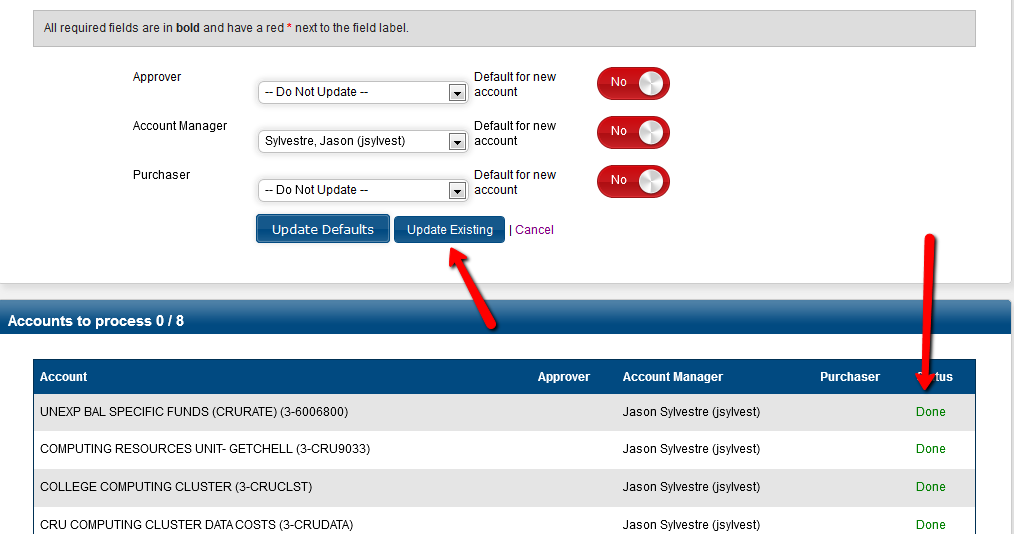 All required fields are in bold and have a red * next to the field label.
Approver
-- Do Not Update --
Default for new
account
No
Account Manager
Sylvestre, Jason (jsylvest)
Default for new
account
No
Purchaser
-- Do Not Update --
Default for new
account
No
Update Defaults Update Existing | Cancel
Accounts to process 0 / 8
Account Approver Account Manager Purchaser
UNEXP BAL SPECIFIC FUNDS (CRURATE) (3-6006800) Jason Sylvestre (jsylvest) Done
COMPUTING RESOURCES UNIT- GETCHELL (3-CRU9033) Jason Sylvestre (jsylvest) Done
COLLEGE COMPUTING CLUSTER (3-CRUCLST) Jason Sylvestre (jsylvest) Done
CRU COMPUTING CLUSTER DATA COSTS (3-CRUDATA) Jason Sylvestre (jsylvest) Done